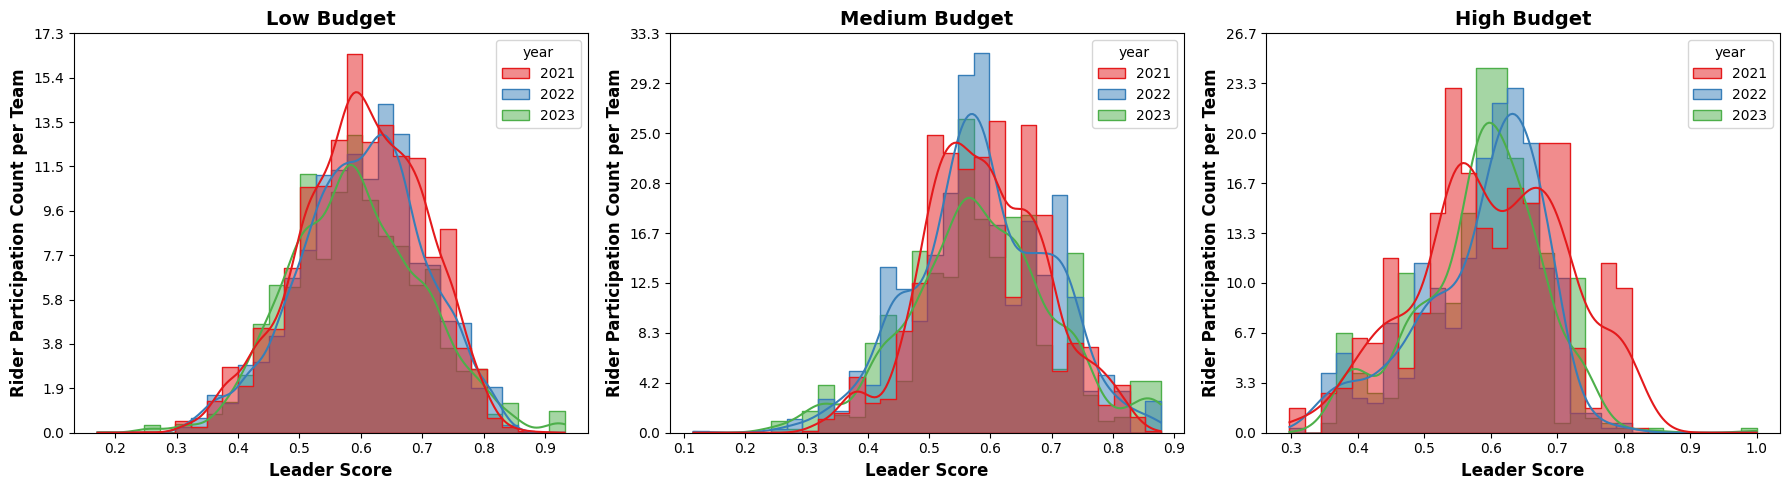 Low Budget
Rider Participation Count per Team
17.3
15.4
13.5
11.5
9.6
7.7
5.8
3.8
1.9
0.0
0.2 0.3 0.4 0.5 0.6 0.7 0.8 0.9
Leader Score
year
2021
2022
2023
Medium Budget
Rider Participation Count per Team
33.3
29.2
25.0
20.8
16.7
12.5
8.3
4.2
0.0
0.1 0.2 0.3 0.4 0.5 0.6 0.7 0.8 0.9
Leader Score
year
2021
2022
2023
High Budget
Rider Participation Count per Team
26.7
23.3
20.0
16.7
13.3
10.0
6.7
3.3
0.0
0.3 0.4 0.5 0.6 0.7 0.8 0.9 1.0
Leader Score
year
2021
2022
2023